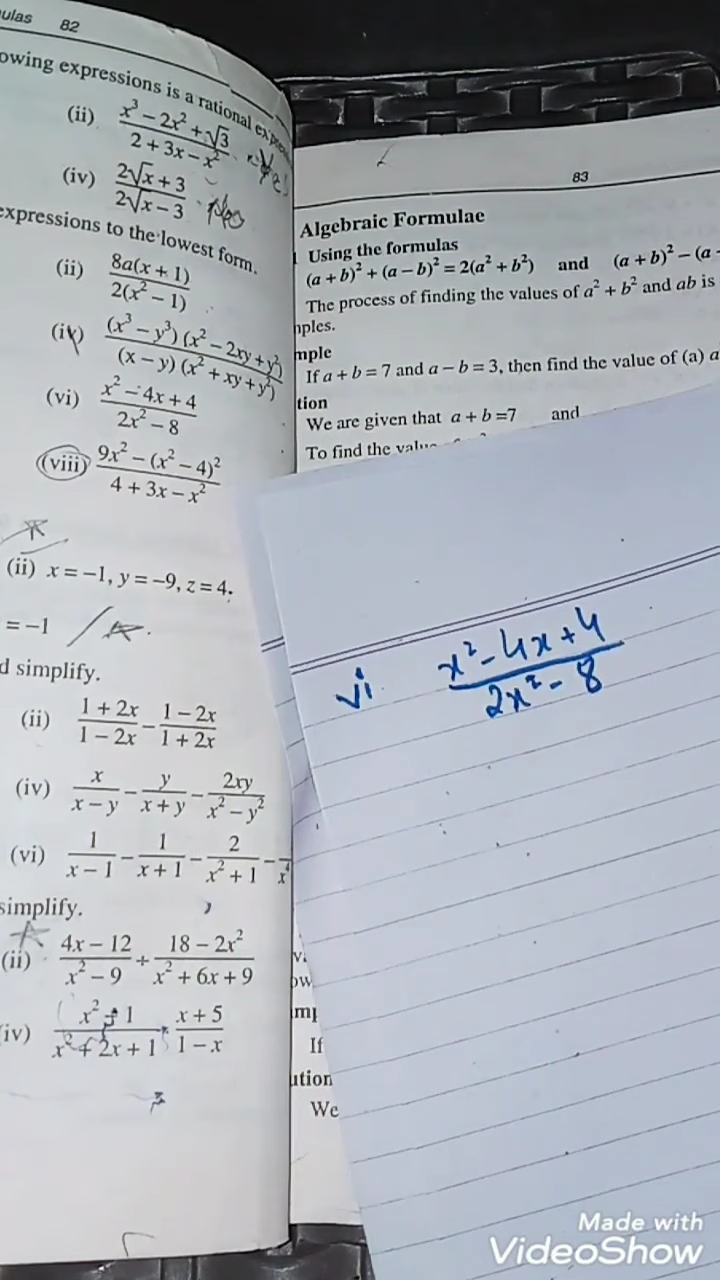 ulas 82
owing expressions is a rational
(ii) (x³ − 2x² + √3)/(2 + 3x − x²) Yes
(iv) (2√x + 3)/(2√x − 3) No
expressions to the lowest form.
(ii) 8a(x + 1)/2(x² − 1)
(iv) (x³ − y³)(x² − 2xy + y²)/(x − y)(x² + xy + y²)
(vi) (x² − 4x + 4)/(2x² − 8)
(viii) (9x² − (x² − 4)²)/(4 + 3x − x²)
(ii) x = −1, y = −9, z = 4.
= −1
d simplify.
(ii) (1 + 2x)/(1 − 2x) − (1 − 2x)/(1 + 2x)
(iv) x/(x − y) − y/(x + y) − 2xy/(x² − y²)
(vi) 1/(x − 1) − 1/(x + 1) − 2/(x² + 1) −
simplify.
(ii) (4x − 12)/(x² − 9) ÷ (18 − 2x²)/(x² + 6x + 9)
iv) (x² − 1)/(x² + 2x + 1) · (x + 5)/(1 − x)
83
Algebraic Formulae
Using the formulas
(a + b)² + (a − b)² = 2(a² + b²) and (a + b)² − (a −
The process of finding the values of a² + b² and ab is
nples.
mple
If a + b = 7 and a − b = 3, then find the value of (a) a
tion
We are given that a + b = 7 and
To find the
If
ution
We
vi (x² − 4x + 4)/(2x² − 8)
Made with
VideoShow